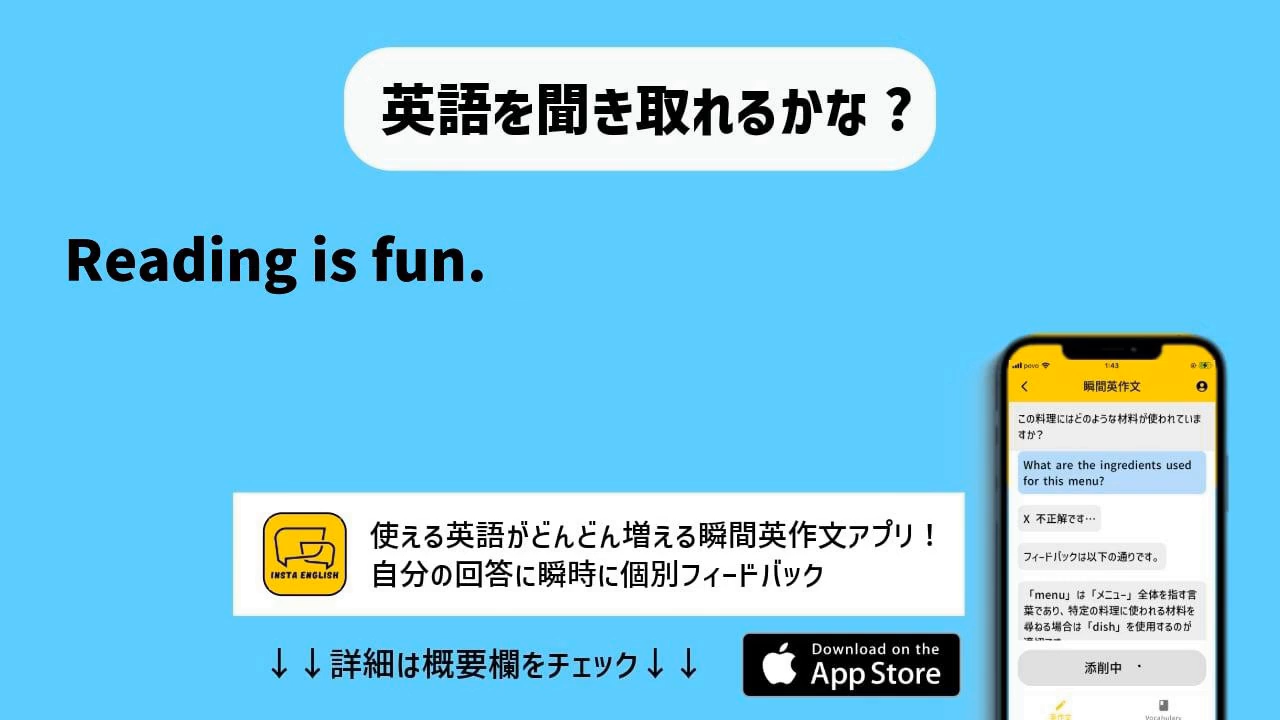 英語を聞き取れるかな？
Reading is fun.
povo 1:43
瞬間英作文
この料理にはどのような材料が使われていま
すか？
What are the ingredients used
for this menu?
X 不正解です…
フィードバックは以下の通りです。
「menu」は「メニュー」全体を指す言
葉であり、特定の料理に使われる材料を
尋ねる場合は「dish」を使用するのが
添削中
英作文 Vocabulary
INSTA ENGLISH
使える英語がどんどん増える瞬間英作文アプリ！
自分の回答に瞬時に個別フィードバック
↓↓詳細は概要欄をチェック↓↓
Download on the
App Store